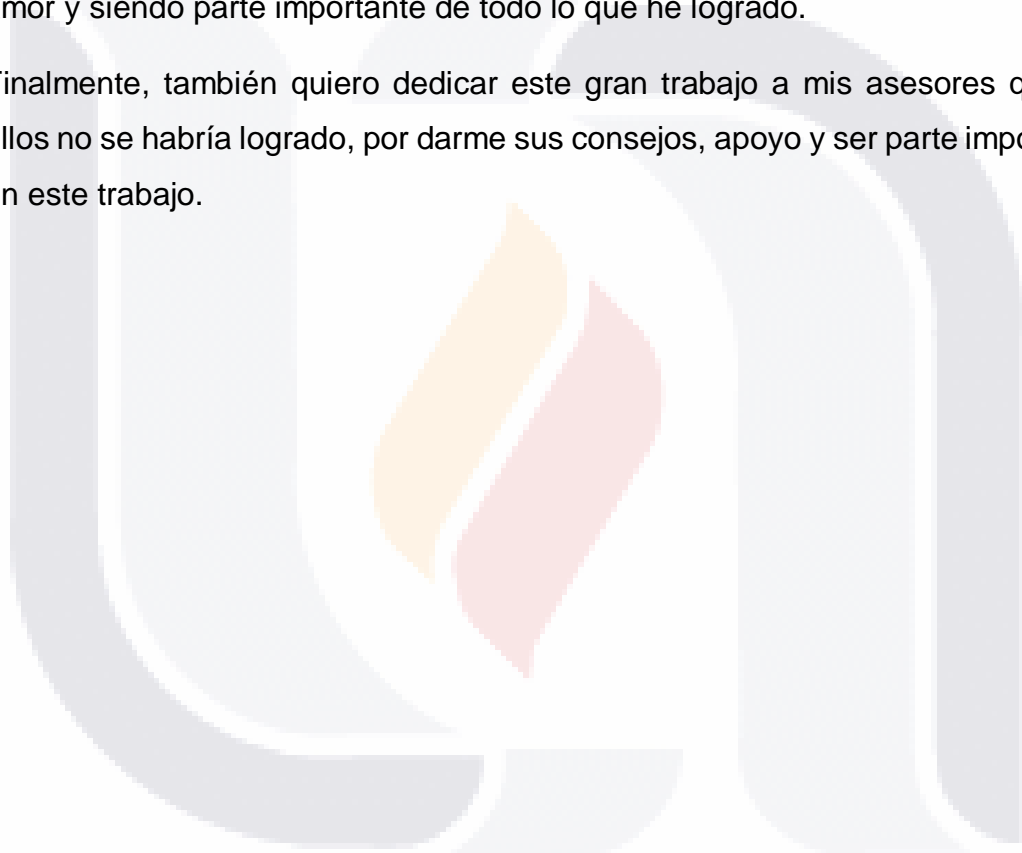 mor y siendo parte importante de todo lo que he logrado.
inalmente, también quiero dedicar este gran trabajo a mis asesores
llos no se habría logrado, por darme sus consejos, apoyo y ser parte impo
n este trabajo.